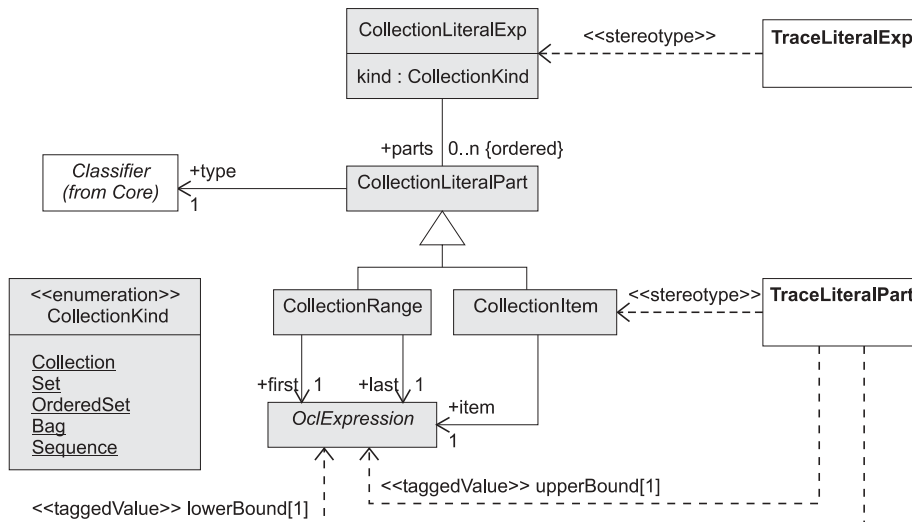 CollectionLiteralExp
kind : CollectionKind
<<stereotype>>
TraceLiteralExp
+parts 0..n {ordered}
Classifier
(from Core)
+type
1
CollectionLiteralPart
<<enumeration>>
CollectionKind
Collection
Set
OrderedSet
Bag
Sequence
CollectionRange
CollectionItem
<<stereotype>>
TraceLiteralPart
+first 1
+last 1
OclExpression
+item
1
<<taggedValue>> upperBound[1]
<<taggedValue>> lowerBound[1]